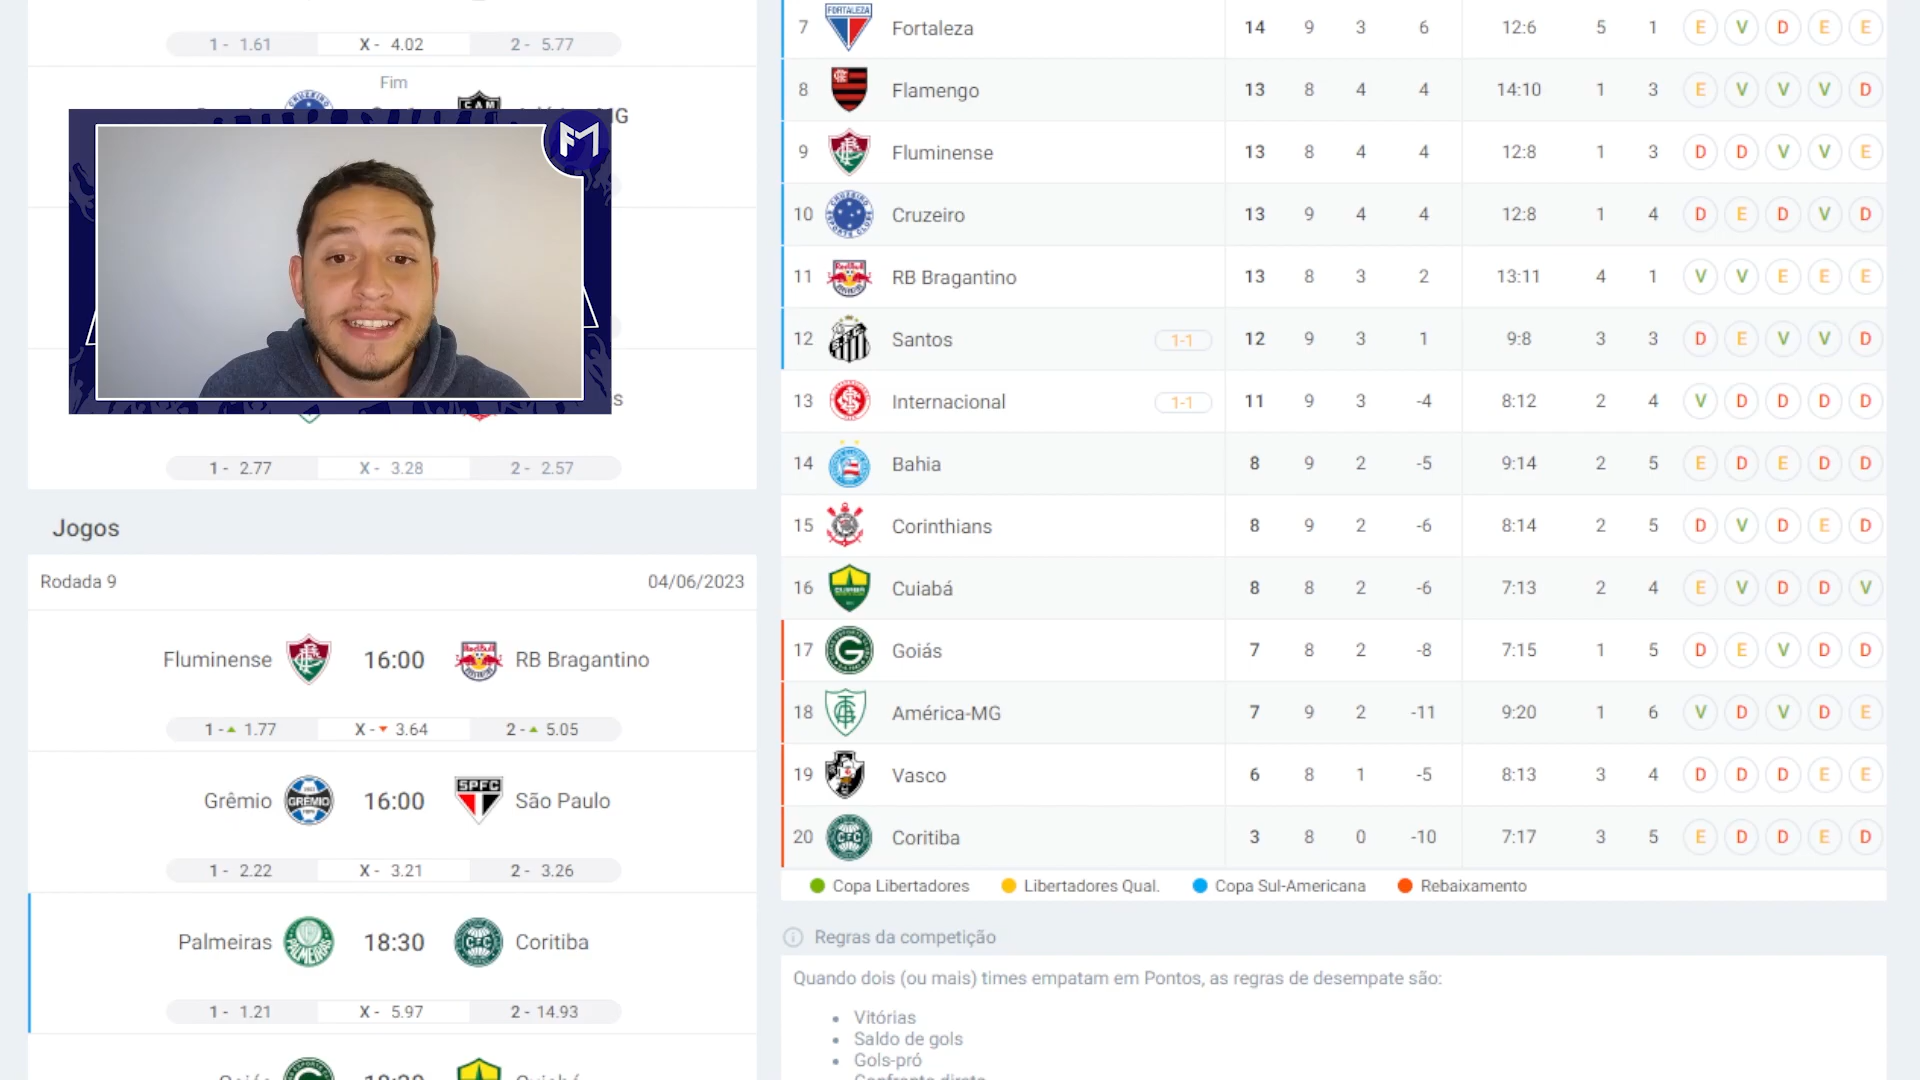 1 - 1.61 X - 4.02 2 - 5.77
Fim
CRUZEIRO
CAM
G
FM
s
1 - 2.77 X - 3.28 2 - 2.57
Jogos
Rodada 9 04/06/2023
Fluminense 16:00 RB Bragantino
1 - 1.77 X - 3.64 2 - 5.05
Grêmio GRÊMIO 16:00 SPFC São Paulo
1 - 2.22 X - 3.21 2 - 3.26
Palmeiras PALMEIRAS 18:30 CFC Coritiba
1 - 1.21 X - 5.97 2 - 14.93
7 FORTALEZA Fortaleza 14 9 3 6 12:6 5 1 E V D E E
8 Flamengo 13 8 4 4 14:10 1 3 E V V V D
9 Fluminense 13 8 4 4 12:8 1 3 D D V V E
10 Cruzeiro 13 9 4 4 12:8 1 4 D E D V D
11 RedBull RB Bragantino 13 8 3 2 13:11 4 1 V V E E E
12 Santos 1-1 12 9 3 1 9:8 3 3 D E V V D
13 Internacional 1-1 11 9 3 -4 8:12 2 4 V D D D D
14 Bahia 8 9 2 -5 9:14 2 5 E D E D D
15 Corinthians 8 9 2 -6 8:14 2 5 D V D E D
16 CUIABÁ Cuiabá 8 8 2 -6 7:13 2 4 E V D D V
17 G Goiás 7 8 2 -8 7:15 1 5 D E V D D
18 América-MG 7 9 2 -11 9:20 1 6 V D V D E
19 Vasco 6 8 1 -5 8:13 3 4 D D D E E
20 CFC Coritiba 3 8 0 -10 7:17 3 5 E D D E D
Copa Libertadores Libertadores Qual. Copa Sul-Americana Rebaixamento
Regras da competição
Quando dois (ou mais) times empatam em Pontos, as regras de desempate são:
Vitórias
Saldo de gols
Gols-pró